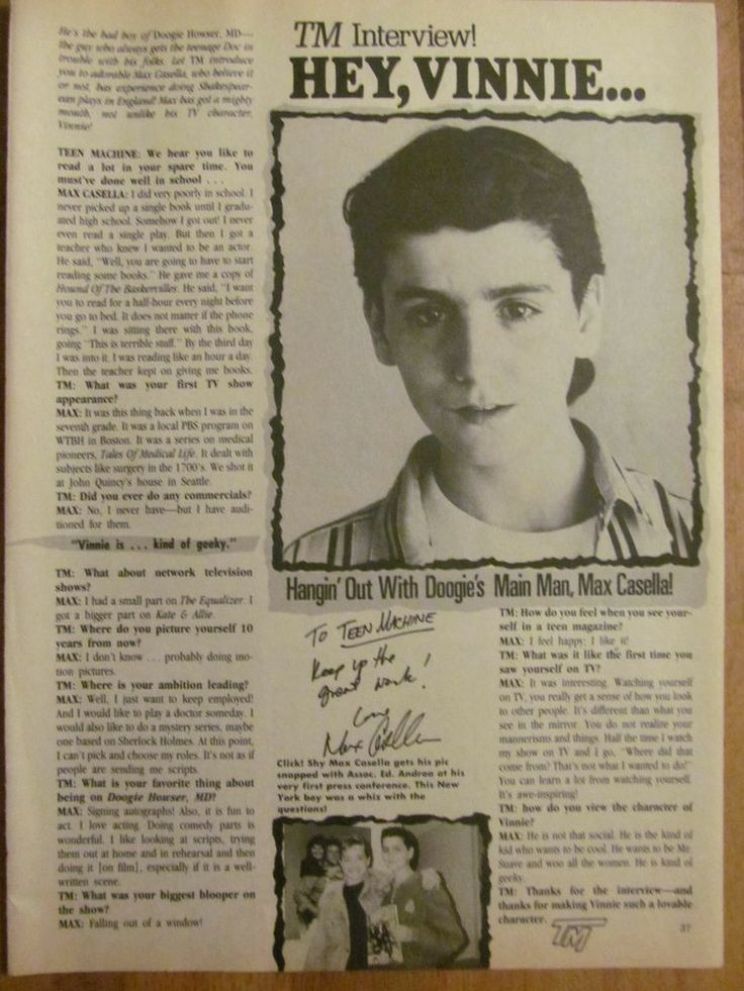 He's the bad boy of Doogie Howser, MD—
The guy who always gets the teenage Doc in
trouble with his folks. Let TM introduce
you to adorable Max Casella, who believe it
or not, has experience doing Shakespear-
ean plays in England! Max has got a mighty
mouth, not unlike his TV character,
Vinnie!
TEEN MACHINE: We hear you like to
read a lot in your spare time. You
must've done well in school . . .
MAX CASELLA: I did very poorly in school. I
never picked up a single book until I gradu-
ated high school. Somehow I got out! I never
even read a single play. But then I got a
teacher who knew I wanted to be an actor.
He said, "Well, you are going to have to start
reading some books." He gave me a copy of
Hound Of The Baskervilles. He said, "I want
you to read for a half-hour every night before
you go to bed. It does not matter if the phone
rings." I was sitting there with this book,
going "This is terrible stuff." By the third day
I was into it. I was reading like an hour a day.
Then the teacher kept on giving me books.
TM: What was your first TV show
appearance?
MAX: It was this thing back when I was in the
seventh grade. It was a local PBS program on
WTBH in Boston. It was a series on medical
pioneers, Tales Of Medical Life. It dealt with
subjects like surgery in the 1700's. We shot it
at John Quincy's house in Seattle.
TM: Did you ever do any commercials?
MAX: No, I never have—but I have audi-
tioned for them.
"Vinnie is . . . kind of geeky."
TM: What about network television
shows?
MAX: I had a small part on The Equalizer. I
got a bigger part on Kate & Allie.
TM: Where do you picture yourself 10
years from now?
MAX: I don't know . . . probably doing mo-
tion pictures.
TM: Where is your ambition leading?
MAX: Well, I just want to keep employed!
And I would like to play a doctor someday. I
would also like to do a mystery series, maybe
one based on Sherlock Holmes. At this point,
I can't pick and choose my roles. It's not as if
people are sending me scripts.
TM: What is your favorite thing about
being on Doogie Howser, MD?
MAX: Signing autographs! Also, it is fun to
act. I love acting. Doing comedy parts is
wonderful. I like looking at scripts, trying
them out at home and in rehearsal and then
doing it [on film], especially if it is a well-
written scene.
TM: What was your biggest blooper on
the show?
MAX: Falling out of a window!
TM Interview!
HEY, VINNIE...
Hangin' Out With Doogie's Main Man, Max Casella!
To TEEN MACHINE
Keep up the
great work!
Love
Max Casella
Click! Shy Max Casella gets his pic
snapped with Assoc. Ed. Andrea at his
very first press conference. This New
York boy was a whiz with the
questions!
TM: How do you feel when you see your-
self in a teen magazine?
MAX: I feel happy; I like it!
TM: What was it like the first time you
saw yourself on TV?
MAX: It was interesting. Watching yourself
on TV, you really get a sense of how you look
to other people. It's different than what you
see in the mirror. You do not realize your
mannerisms and things. Half the time I watch
my show on TV and I go, "Where did that
come from? That's not what I wanted to do!"
You can learn a lot from watching yourself.
It's awe-inspiring!
TM: how do you view the character of
Vinnie?
MAX: He is not that social. He is the kind of
kid who wants to be cool. He wants to be Mr.
Suave and woo all the women. He is kind of
geeky.
TM: Thanks for the interview—and
thanks for making Vinnie such a lovable
character.
TM
37